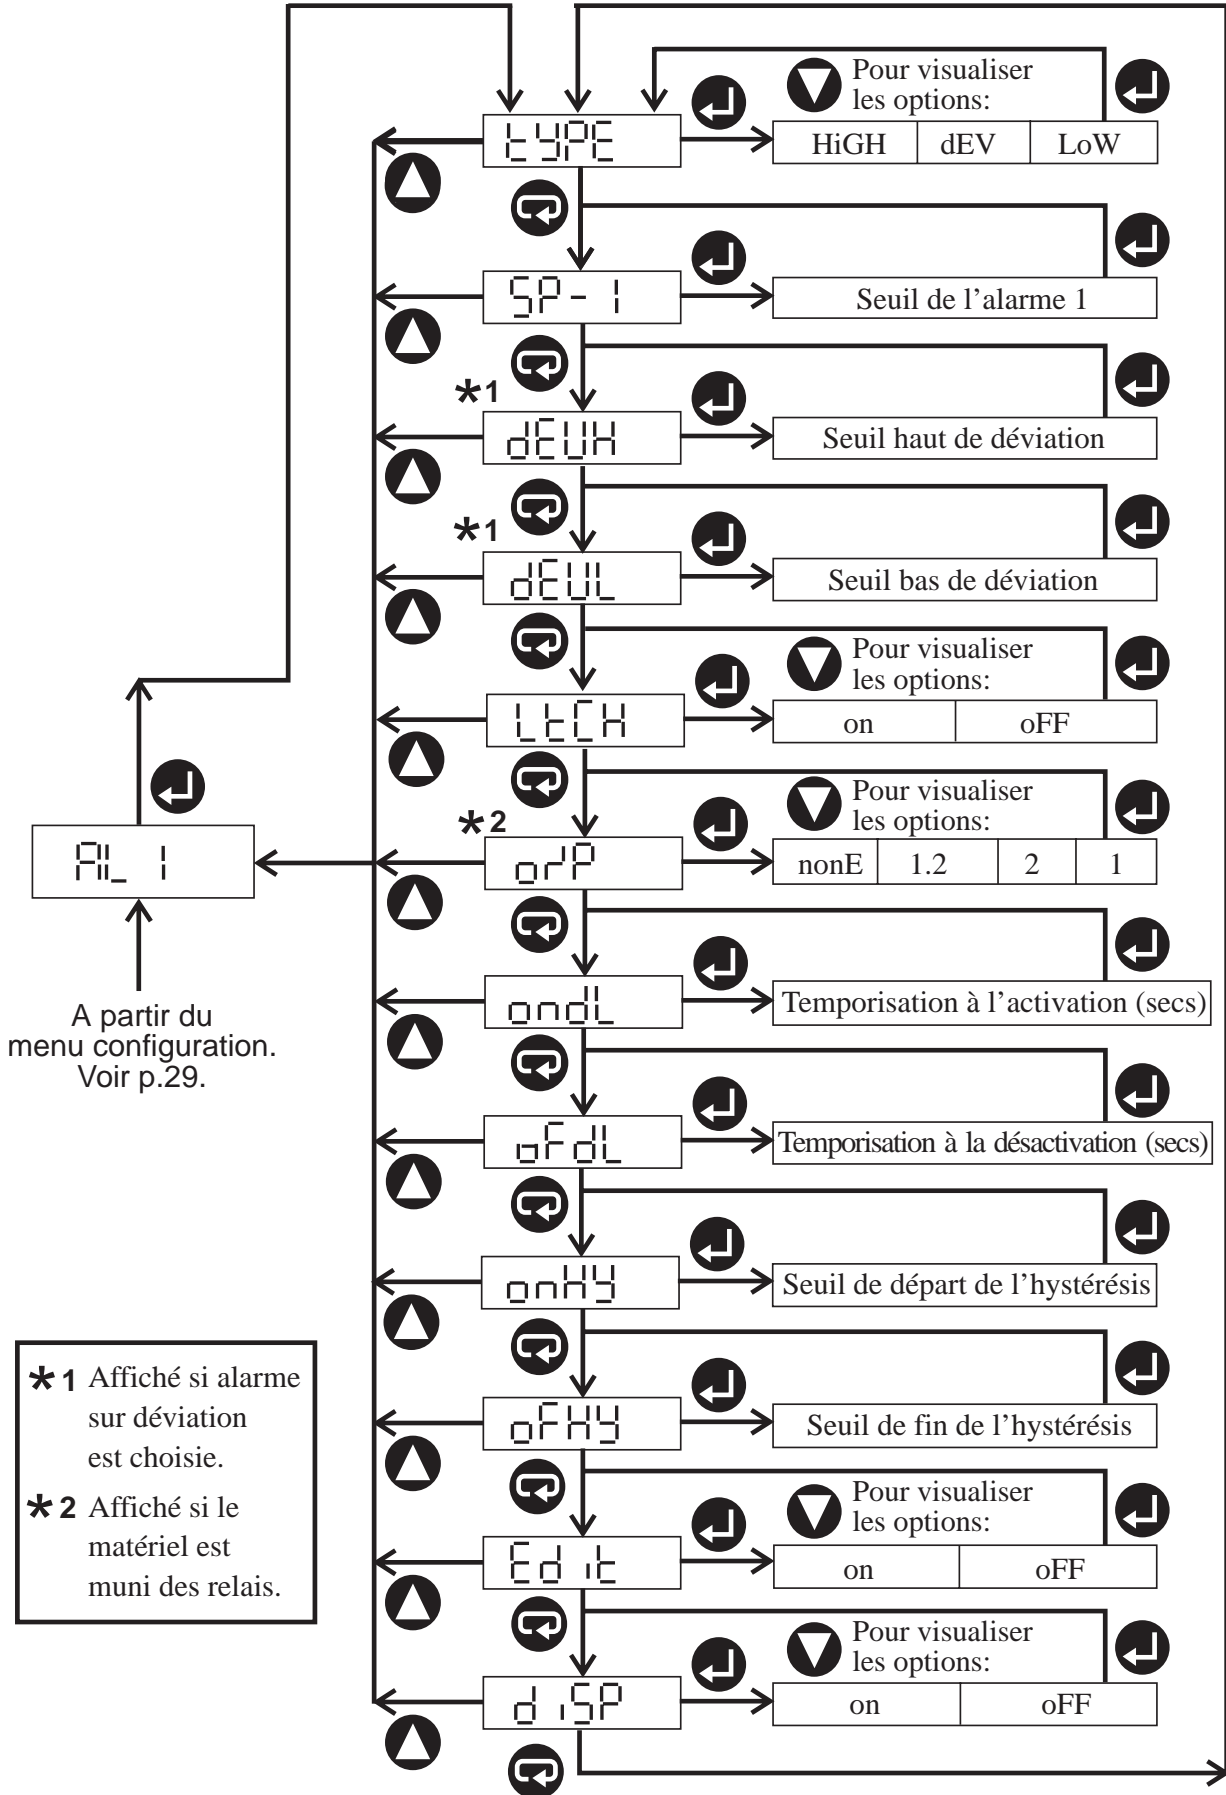 Pour visualiser
les options:
tYPE
HiGH dEV LoW
SP-1
Seuil de l’alarme 1
*1
dEVH
Seuil haut de déviation
*1
dEVL
Seuil bas de déviation
Pour visualiser
les options:
LtCH
on oFF
Pour visualiser
les options:
*2
o/P
nonE 1.2 2 1
AL 1
ondL
Temporisation à l’activation (secs)
A partir du
menu configuration.
Voir p.29.
oFdL
Temporisation à la désactivation (secs)
onHY
Seuil de départ de l’hystérésis
oFHY
Seuil de fin de l’hystérésis
Pour visualiser
les options:
Edit
on oFF
Pour visualiser
les options:
diSP
on oFF
*1 Affiché si alarme
sur déviation
est choisie.
*2 Affiché si le
matériel est
muni des relais.